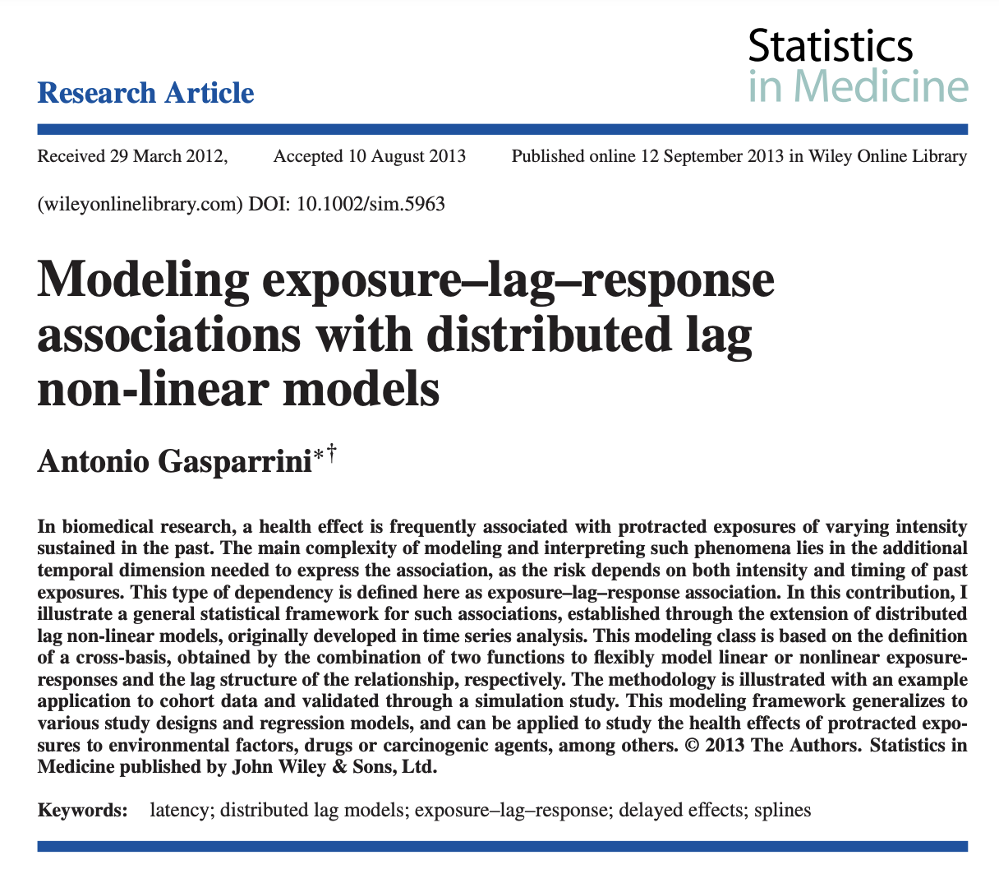 Statistics
in Medicine
Research Article
Received 29 March 2012, Accepted 10 August 2013 Published online 12 September 2013 in Wiley Online Library
(wileyonlinelibrary.com) DOI: 10.1002/sim.5963
Modeling exposure–lag–response
associations with distributed lag
non-linear models
Antonio Gasparrini*†
In biomedical research, a health effect is frequently associated with protracted exposures of varying intensity
sustained in the past. The main complexity of modeling and interpreting such phenomena lies in the additional
temporal dimension needed to express the association, as the risk depends on both intensity and timing of past
exposures. This type of dependency is defined here as exposure–lag–response association. In this contribution, I
illustrate a general statistical framework for such associations, established through the extension of distributed
lag non-linear models, originally developed in time series analysis. This modeling class is based on the definition
of a cross-basis, obtained by the combination of two functions to flexibly model linear or nonlinear exposure-
responses and the lag structure of the relationship, respectively. The methodology is illustrated with an example
application to cohort data and validated through a simulation study. This modeling framework generalizes to
various study designs and regression models, and can be applied to study the health effects of protracted expo-
sures to environmental factors, drugs or carcinogenic agents, among others. © 2013 The Authors. Statistics in
Medicine published by John Wiley & Sons, Ltd.
Keywords: latency; distributed lag models; exposure–lag–response; delayed effects; splines